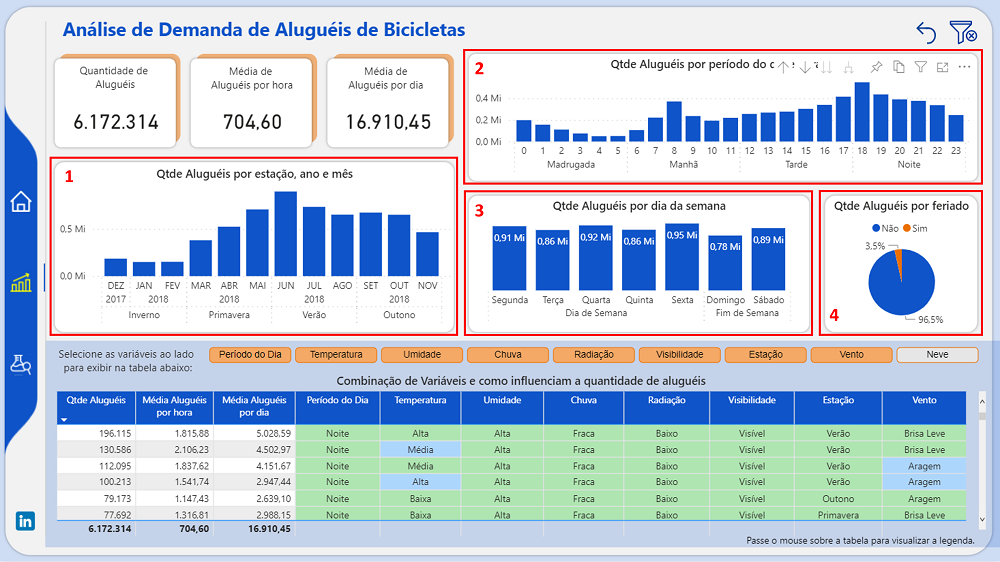 Análise de Demanda de Aluguéis de Bicicletas
Quantidade de
Aluguéis
6.172.314
Média de
Aluguéis por hora
704,60
Média de
Aluguéis por dia
16.910,45
2
Qtde Aluguéis por período do
0,4 Mi
0,2 Mi
0,0 Mi
0 1 2 3 4 5 6 7 8 9 10 11 12 13 14 15 16 17 18 19 20 21 22 23
Madrugada Manhã Tarde Noite
1
Qtde Aluguéis por estação, ano e mês
0,5 Mi
0,0 Mi
DEZ JAN FEV MAR ABR MAI JUN JUL AGO SET OUT NOV
2017 2018 2018 2018 2018
Inverno Primavera Verão Outono
3
Qtde Aluguéis por dia da semana
0,91 Mi 0,86 Mi 0,92 Mi 0,86 Mi 0,95 Mi 0,78 Mi 0,89 Mi
Segunda Terça Quarta Quinta Sexta Domingo Sábado
Dia de Semana Fim de Semana
Qtde Aluguéis por feriado
Não Sim
3,5%
4
96,5%
Selecione as variáveis ao lado
para exibir na tabela abaixo:
Período do Dia Temperatura Umidade Chuva Radiação Visibilidade Estação Vento Neve
Combinação de Variáveis e como influenciam a quantidade de aluguéis
Qtde Aluguéis Média Aluguéis por hora Média Aluguéis por dia Período do Dia Temperatura Umidade Chuva Radiação Visibilidade Estação Vento
196.115 1.815,88 5.028,59 Noite Alta Alta Fraca Baixo Visível Verão Brisa Leve
130.586 2.106,23 4.502,97 Noite Média Alta Fraca Baixo Visível Verão Brisa Leve
112.095 1.837,62 4.151,67 Noite Média Alta Fraca Baixo Visível Verão Aragem
100.213 1.541,74 2.947,44 Noite Alta Alta Fraca Baixo Visível Verão Aragem
79.173 1.147,43 2.639,10 Noite Baixa Alta Fraca Baixo Visível Outono Aragem
77.692 1.316,81 2.988,15 Noite Baixa Alta Fraca Baixo Visível Primavera Brisa Leve
6.172.314 704,60 16.910,45
in
Passe o mouse sobre a tabela para visualizar a legenda.